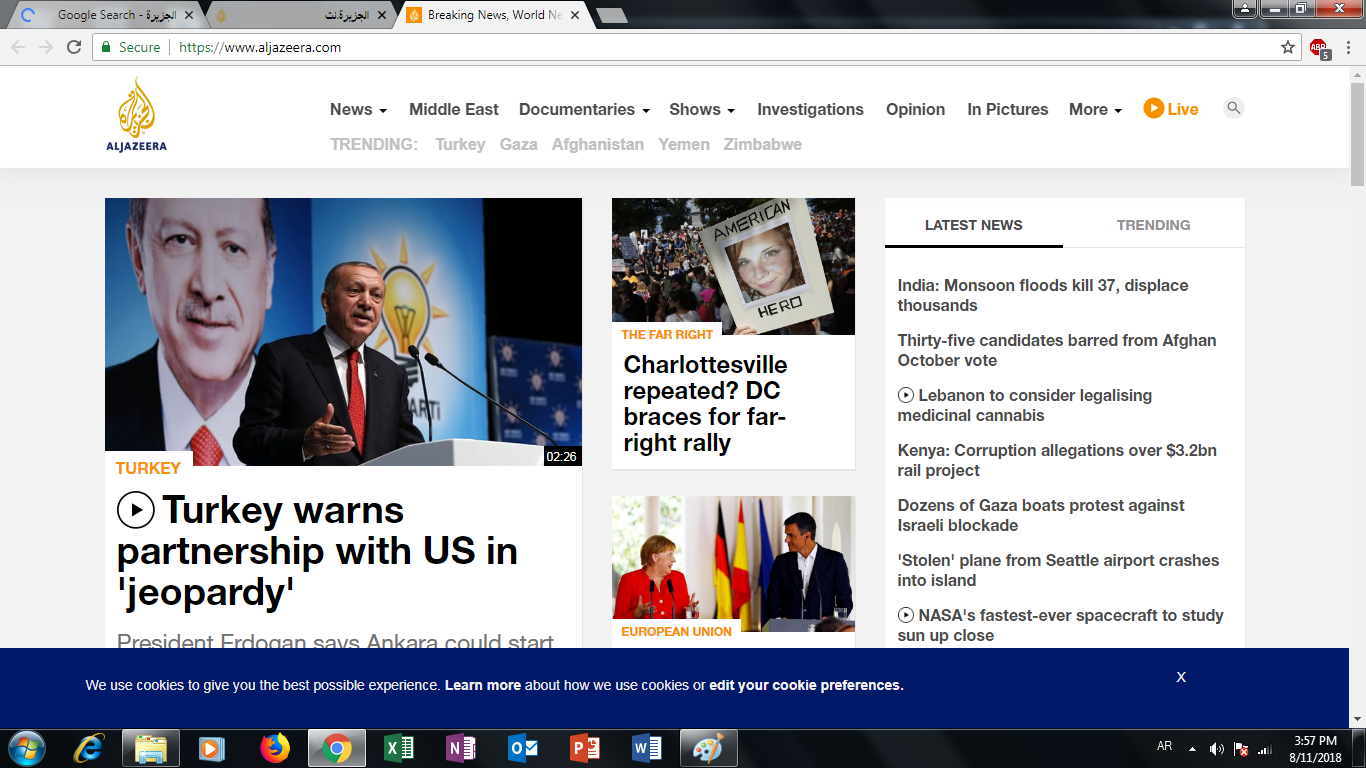 Google Search - الجزيرة
الجزيرة.نت
Breaking News, World Ne
Secure
https://www.aljazeera.com
ABP
5
ALJAZEERA
News
Middle East
Documentaries
Shows
Investigations
Opinion
In Pictures
More
Live
TRENDING:
Turkey
Gaza
Afghanistan
Yemen
Zimbabwe
PARTİ
02:26
TURKEY
Turkey warns
partnership with US in
'jeopardy'
President Erdogan says Ankara could start
AMERICAN
HERO
THE FAR RIGHT
Charlottesville
repeated? DC
braces for far-
right rally
EUROPEAN UNION
LATEST NEWS
TRENDING
India: Monsoon floods kill 37, displace
thousands
Thirty-five candidates barred from Afghan
October vote
Lebanon to consider legalising
medicinal cannabis
Kenya: Corruption allegations over $3.2bn
rail project
Dozens of Gaza boats protest against
Israeli blockade
'Stolen' plane from Seattle airport crashes
into island
NASA's fastest-ever spacecraft to study
sun up close
We use cookies to give you the best possible experience. Learn more about how we use cookies or edit your cookie preferences.
X
AR
3:57 PM
8/11/2018